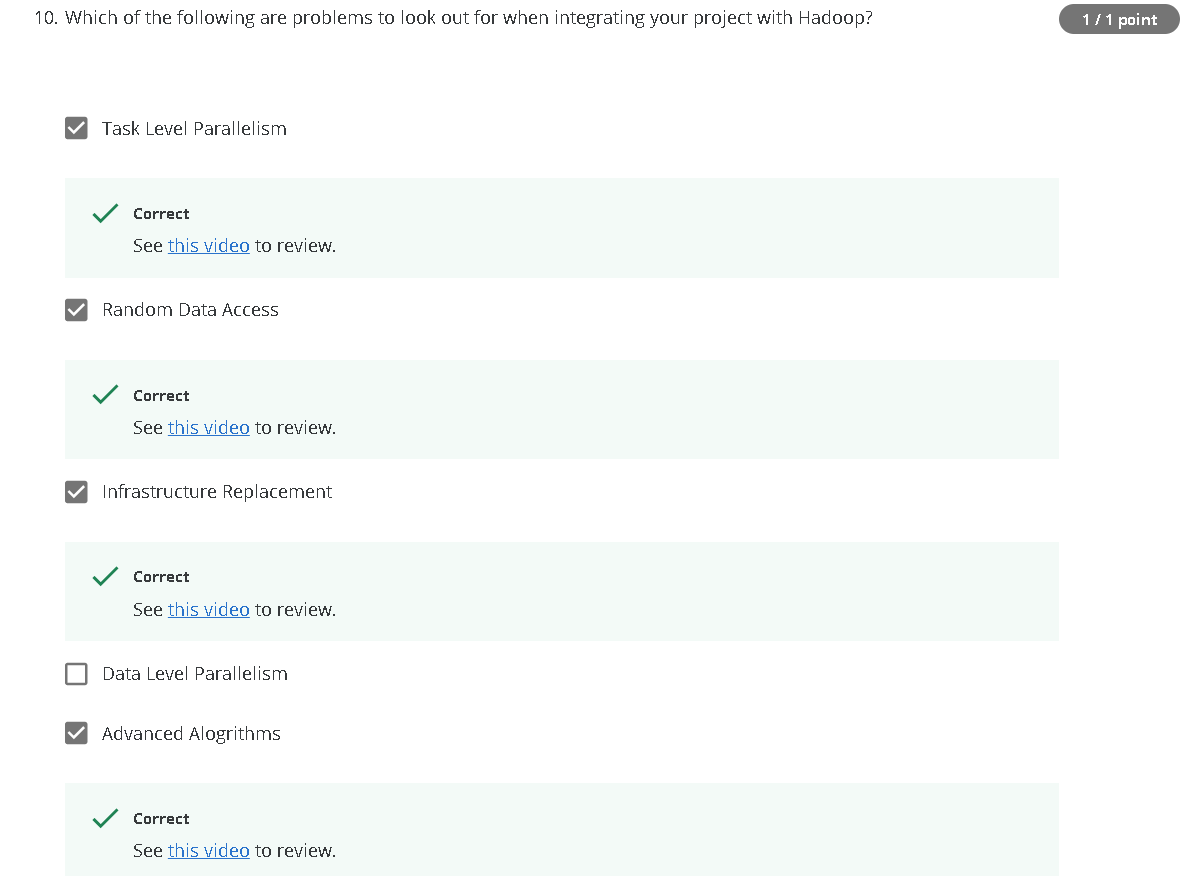 10. Which of the following are problems to look out for when integrating your project with Hadoop?
1 / 1 point
Task Level Parallelism
Correct
See this video to review.
Random Data Access
Correct
See this video to review.
Infrastructure Replacement
Correct
See this video to review.
Data Level Parallelism
Advanced Alogrithms
Correct
See this video to review.